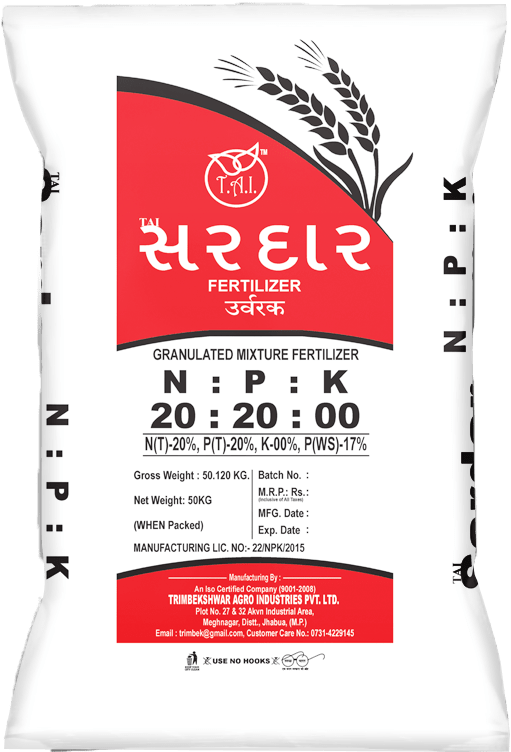 T.A.I.™
TAI
સરદાર
FERTILIZER
उर्वरक
GRANULATED MIXTURE FERTILIZER
N : P : K
20 : 20 : 00
N(T)-20%, P(T)-20%, K-00%, P(WS)-17%
Gross Weight : 50.120 KG.
Net Weight: 50KG
(WHEN Packed)
Batch No. :
M.R.P.: Rs.:
(Inclusive of All Taxes)
MFG. Date :
Exp. Date :
MANUFACTURING LIC. NO:- 22/NPK/2015
Manufacturing By :
An Iso Certified Company (9001-2008)
TRIMBEKSHWAR AGRO INDUSTRIES PVT. LTD.
Plot No. 27 & 32 Akvn Industrial Area,
Meghnagar, Distt., Jhabua, (M.P.)
Email : trimbek@gmail.com, Customer Care No.: 0731-4229145
USE NO HOOKS
TAI
N : P : K
N : P : K
TAI